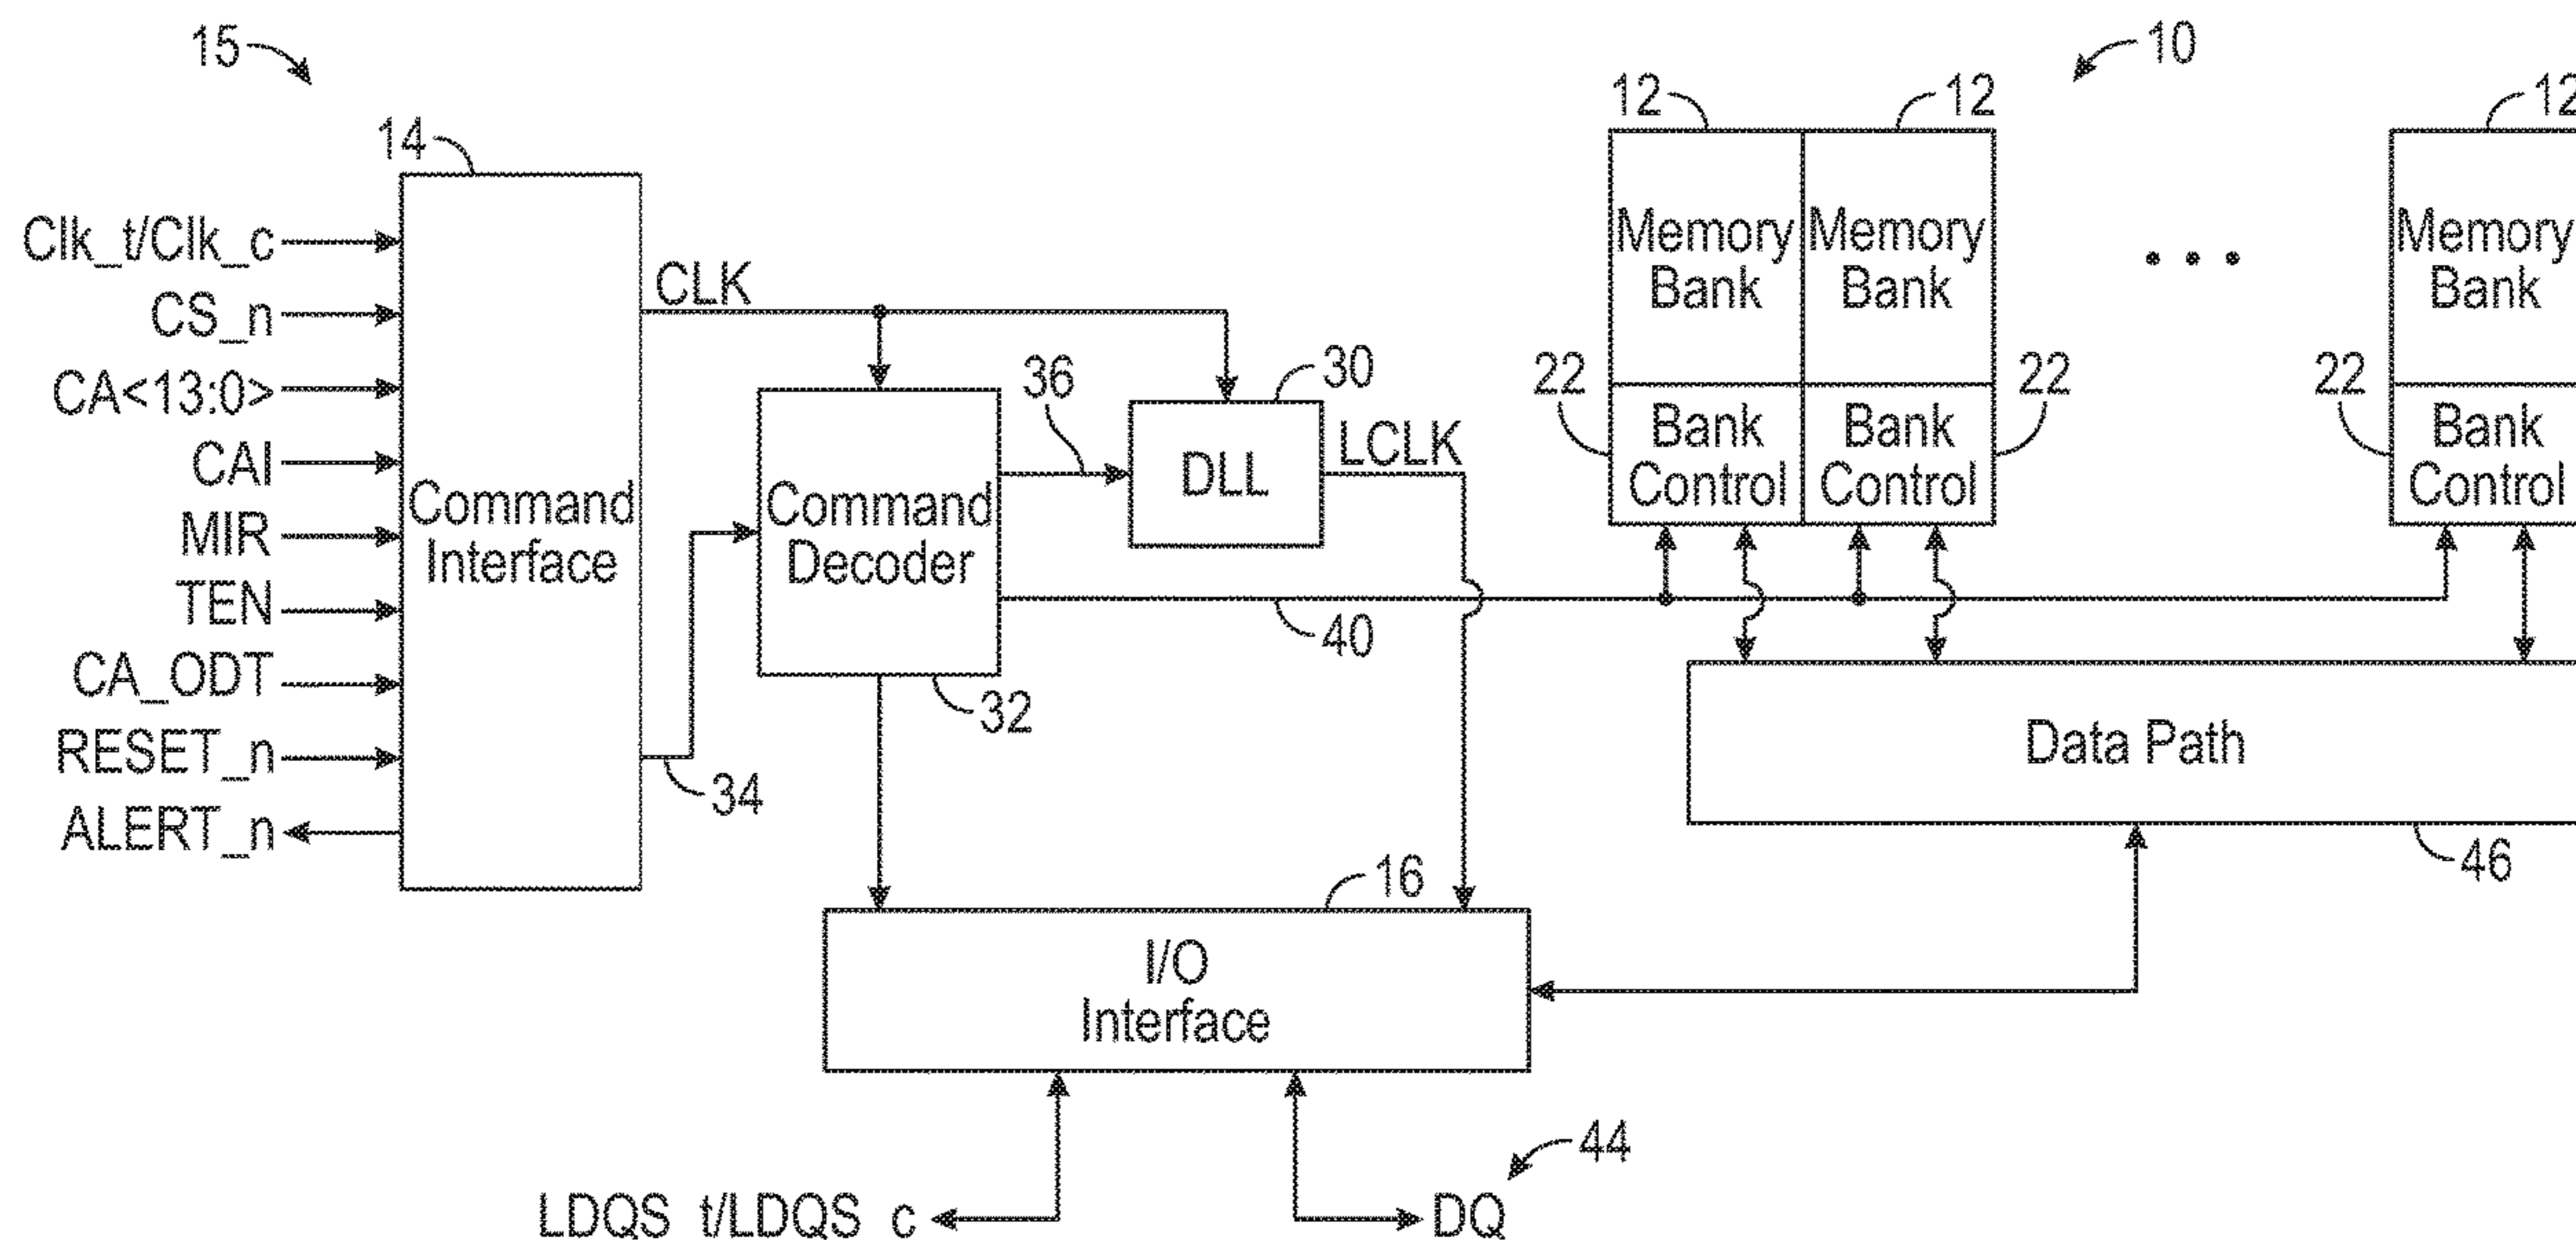 15
10
14
12
12
12
Clk_t/Clk_c
CS_n
CA<13:0>
CAI
MIR
TEN
CA_ODT
RESET_n
ALERT_n
Command
Interface
CLK
34
Command
Decoder
32
36
30
DLL
LCLK
40
Memory
Bank
Memory
Bank
• • •
Memory
Bank
22
Bank
Control
Bank
Control
22
22
Bank
Control
Data Path
46
16
I/O
Interface
44
LDQS_t/LDQS_c
DQ